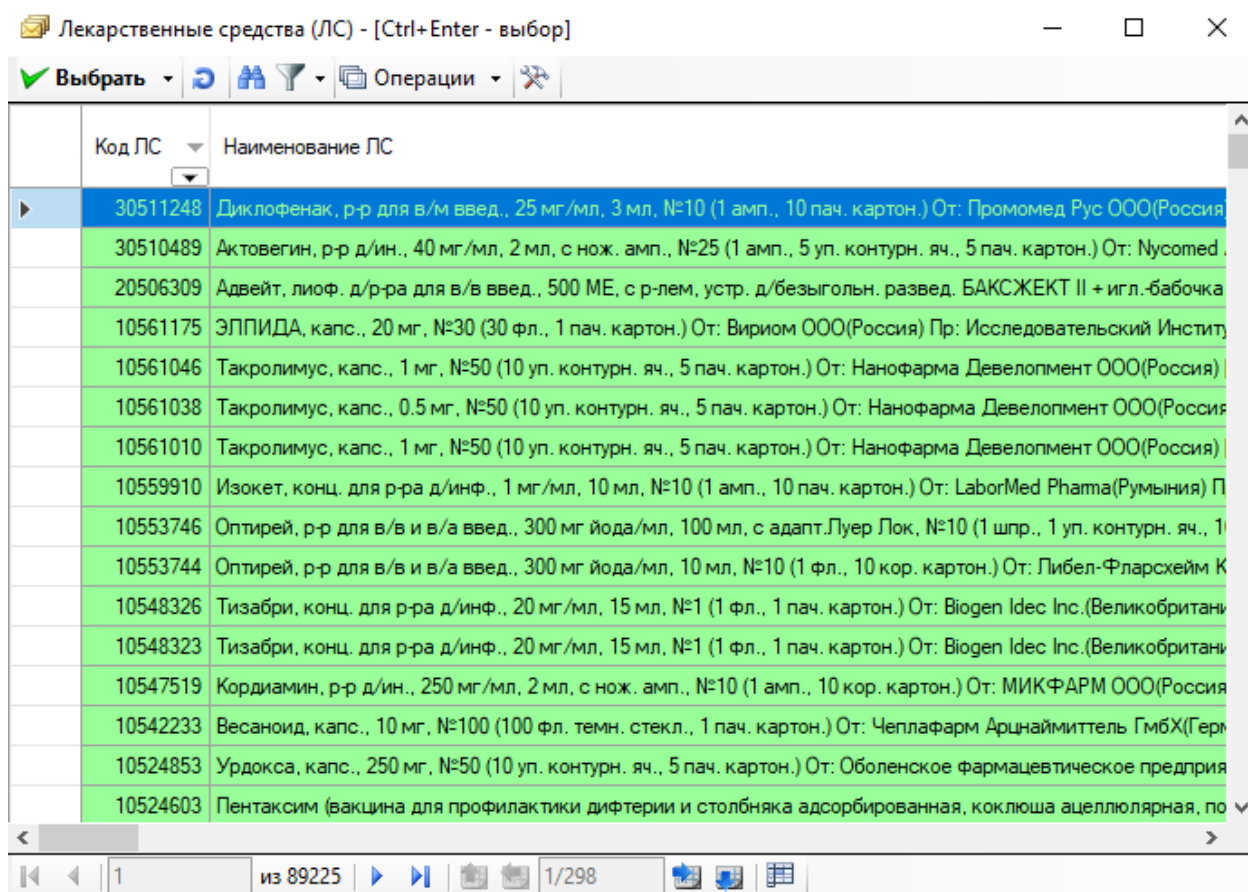 Лекарственные средства (ЛС) - [Ctrl+Enter - выбор]
Выбрать Операции
Код ЛС Наименование ЛС
30511248 Диклофенак, р-р для в/м введ., 25 мг/мл, 3 мл, №10 (1 амп., 10 пач. картон.) От: Промомед Рус ООО(Россия)
30510489 Актовегин, р-р д/ин., 40 мг/мл, 2 мл, с нож. амп., №25 (1 амп., 5 уп. контурн. яч., 5 пач. картон.) От: Nycomed
20506309 Адвейт, лиоф. д/р-ра для в/в введ., 500 МЕ, с р-лем, устр. д/безыгольн. развед. БАКСЖЕКТ II + игл.-бабочка
10561175 ЭЛПИДА, капс., 20 мг, №30 (30 фл., 1 пач. картон.) От: Вириом ООО(Россия) Пр: Исследовательский Институ
10561046 Такролимус, капс., 1 мг, №50 (10 уп. контурн. яч., 5 пач. картон.) От: Нанофарма Девелопмент ООО(Россия)
10561038 Такролимус, капс., 0.5 мг, №50 (10 уп. контурн. яч., 5 пач. картон.) От: Нанофарма Девелопмент ООО(Россия
10561010 Такролимус, капс., 1 мг, №50 (10 уп. контурн. яч., 5 пач. картон.) От: Нанофарма Девелопмент ООО(Россия)
10559910 Изокет, конц. для р-ра д/инф., 1 мг/мл, 10 мл, №10 (1 амп., 10 пач. картон.) От: LaborMed Pharma(Румыния) П
10553746 Оптирей, р-р для в/в и в/а введ., 300 мг йода/мл, 100 мл, с адапт.Луер Лок, №10 (1 шпр., 1 уп. контурн. яч., 1
10553744 Оптирей, р-р для в/в и в/а введ., 300 мг йода/мл, 10 мл, №10 (1 фл., 10 кор. картон.) От: Либел-Фларсхейм К
10548326 Тизабри, конц. для р-ра д/инф., 20 мг/мл, 15 мл, №1 (1 фл., 1 пач. картон.) От: Biogen Idec Inc.(Великобритани
10548323 Тизабри, конц. для р-ра д/инф., 20 мг/мл, 15 мл, №1 (1 фл., 1 пач. картон.) От: Biogen Idec Inc.(Великобритани
10547519 Кордиамин, р-р д/ин., 250 мг/мл, 2 мл, с нож. амп., №10 (1 амп., 10 кор. картон.) От: МИКФАРМ ООО(Россия
10542233 Весаноид, капс., 10 мг, №100 (100 фл. темн. стекл., 1 пач. картон.) От: Чеплафарм Арцнаймиттель ГмбХ(Герм
10524853 Урдокса, капс., 250 мг, №50 (10 уп. контурн. яч., 5 пач. картон.) От: Оболенское фармацевтическое предприя
10524603 Пентаксим (вакцина для профилактики дифтерии и столбняка адсорбированная, коклюша ацеллюлярная, по
1 из 89225 1/298